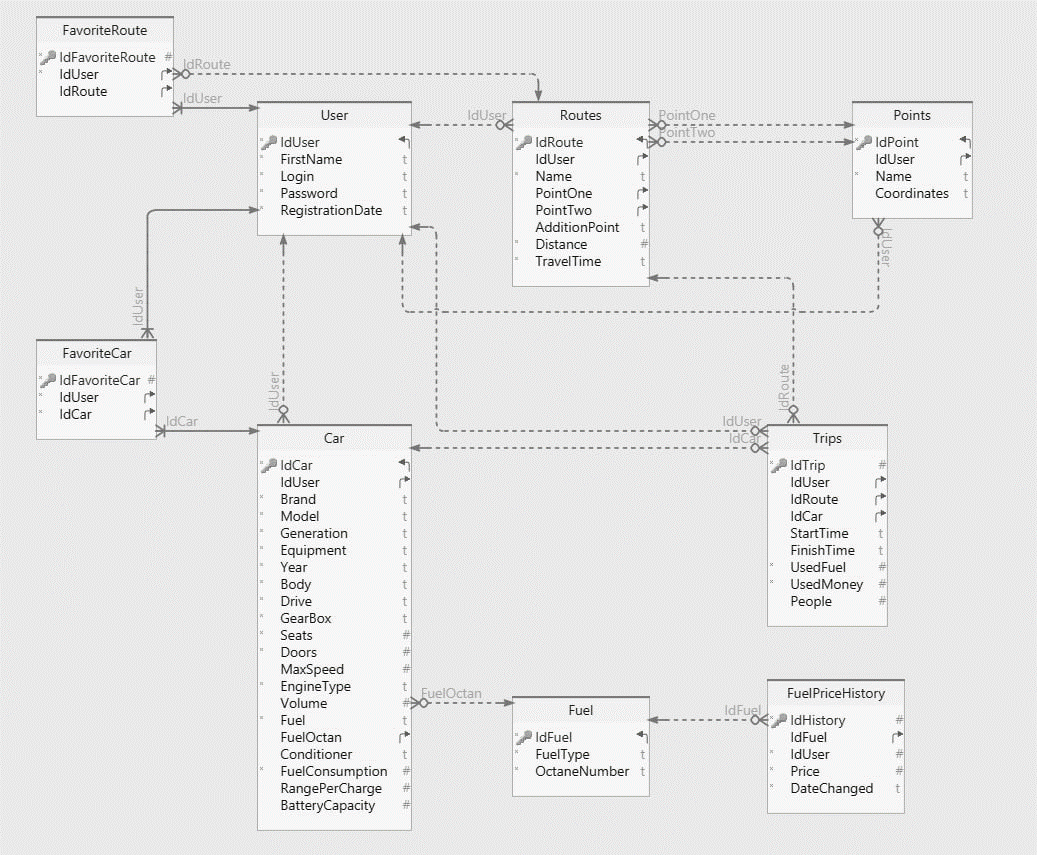 FavoriteRoute
IdFavoriteRoute #
IdUser
IdRoute
IdRoute
IdUser
User
IdUser
FirstName t
Login t
Password t
RegistrationDate t
IdUser
Routes
IdRoute
IdUser
Name t
PointOne
PointTwo
AdditionPoint t
Distance #
TravelTime t
PointOne
PointTwo
Points
IdPoint
IdUser
Name t
Coordinates t
IdUser
IdUser
FavoriteCar
IdFavoriteCar #
IdUser
IdCar
IdCar
IdUser
IdRoute
IdUser
IdCar
Car
IdCar
IdUser
Brand t
Model t
Generation t
Equipment t
Year t
Body t
Drive t
GearBox t
Seats #
Doors #
MaxSpeed #
EngineType t
Volume #
Fuel t
FuelOctan
Conditioner t
FuelConsumption #
RangePerCharge #
BatteryCapacity #
Trips
IdTrip #
IdUser
IdRoute
IdCar
StartTime t
FinishTime t
UsedFuel #
UsedMoney #
People #
FuelOctan
Fuel
IdFuel
FuelType t
OctaneNumber t
IdFuel
FuelPriceHistory
IdHistory #
IdFuel
IdUser #
Price #
DateChanged t